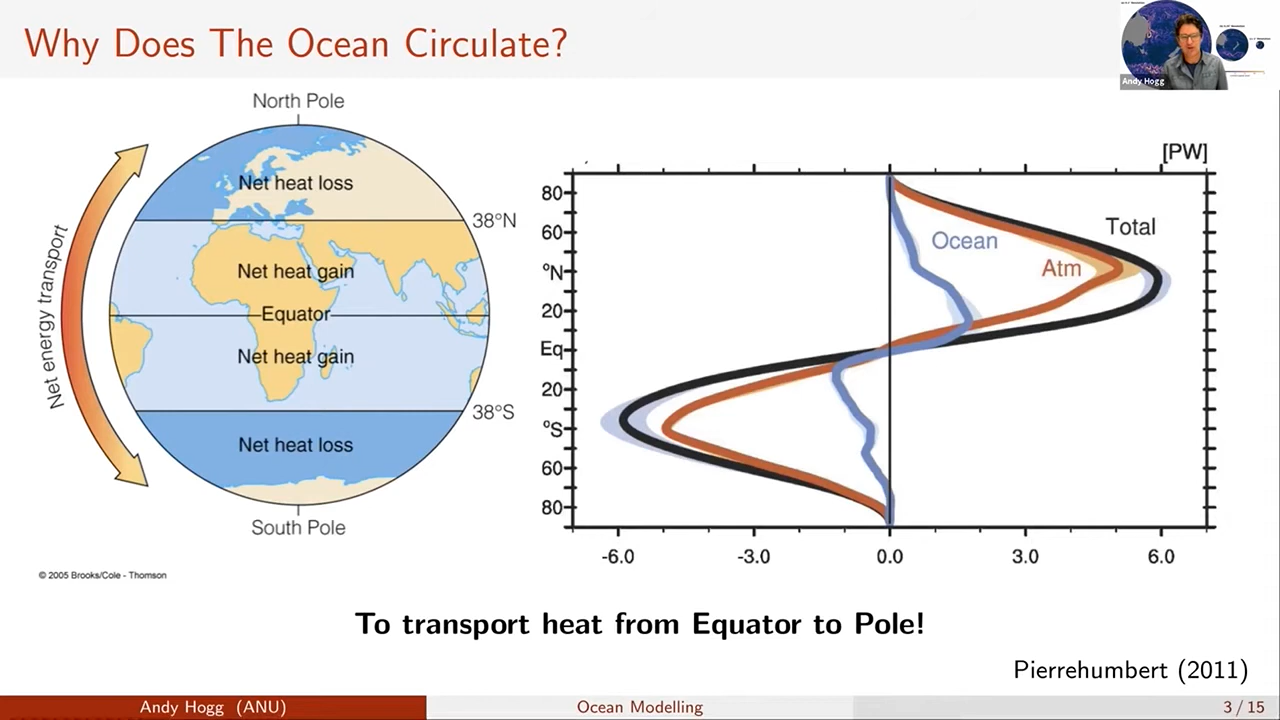 Why Does The Ocean Circulate?
Andy Hogg
North Pole
Net energy transport
Net heat loss
38°N
Net heat gain
Equator
Net heat gain
38°S
Net heat loss
South Pole
© 2005 Brooks/Cole - Thomson
[PW]
80
60
°N
20
Eq
20
°S
60
80
Total
Ocean
Atm
-6.0 -3.0 0.0 3.0 6.0
To transport heat from Equator to Pole!
Pierrehumbert (2011)
Andy Hogg (ANU) Ocean Modelling 3 / 15